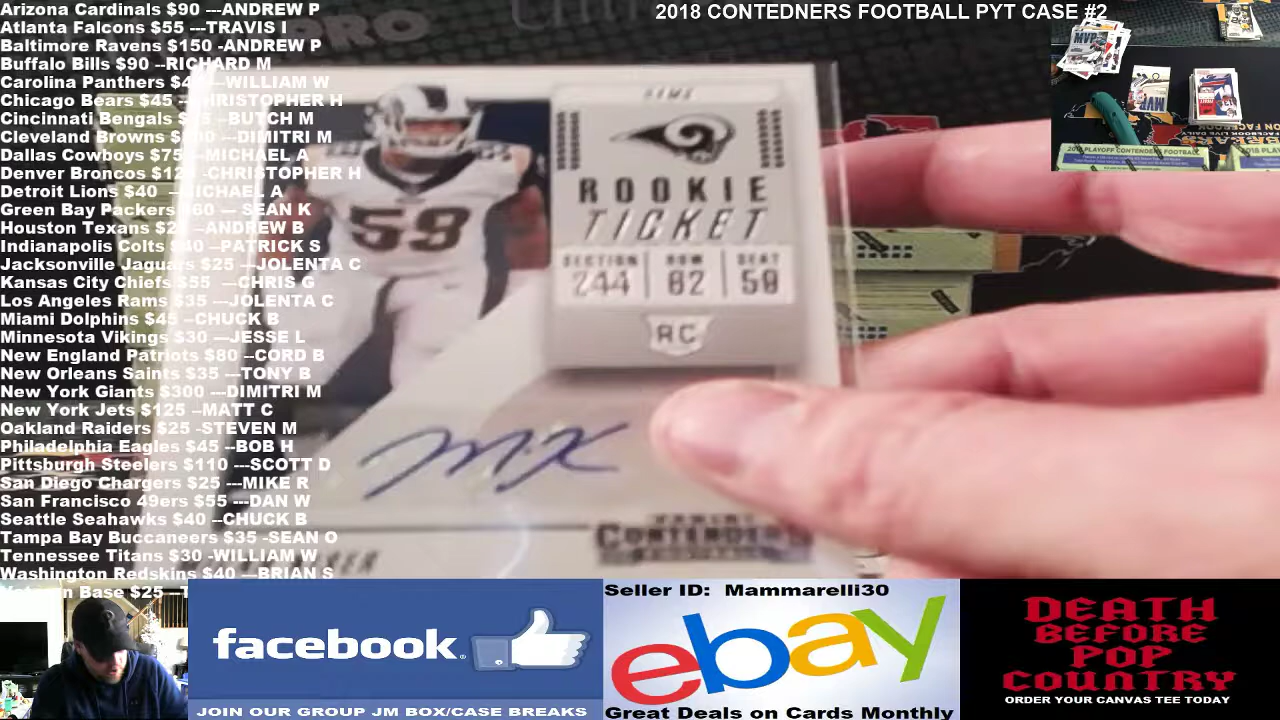 2018 CONTEDNERS FOOTBALL PYT CASE #2
Arizona Cardinals $90 ---ANDREW P
Atlanta Falcons $55 ---TRAVIS I
Baltimore Ravens $150 -ANDREW P
Buffalo Bills $90 --RICHARD M
Carolina Panthers --WILLIAM W
Chicago Bears $45
Cincinnati Bengals --BUTCH M
Cleveland Browns --DIMITRI M
Dallas Cowboys $75 MICHAEL A
Denver Broncos -CHRISTOPHER H
Detroit Lions $40 MICHAEL A
Green Bay Packers --- SEAN K
Houston Texans --ANDREW B
Indianapolis Colts --PATRICK S
Jacksonville Jaguars $25 ---JOLENTA C
Kansas City Chiefs $55 ---CHRIS G
Los Angeles Rams $35 ---JOLENTA C
Miami Dolphins $45 --CHUCK B
Minnesota Vikings $30 ---JESSE L
New England Patriots $80 --CORD B
New Orleans Saints $35 ---TONY B
New York Giants $300 ---DIMITRI M
New York Jets $125 --MATT C
Oakland Raiders $25 -STEVEN M
Philadelphia Eagles $45 --BOB H
Pittsburgh Steelers $110 ---SCOTT D
San Diego Chargers $25 ---MIKE R
San Francisco 49ers $55 ---DAN W
Seattle Seahawks $40 --CHUCK B
Tampa Bay Buccaneers $35 -SEAN O
Tennessee Titans $30 -WILLIAM W
Washington Redskins $40 ---BRIAN S
Base $25
59
ROOKIE
TICKET
SECTION ROW SEAT
244 82 59
RC
PANINI
CONTENDERS
facebook
JOIN OUR GROUP JM BOX/CASE BREAKS
Seller ID: Mammarelli30
ebay
Great Deals on Cards Monthly
DEATH
BEFORE
POP
COUNTRY
ORDER YOUR CANVAS TEE TODAY
MVP
MVP
2018 PLAYOFF CONTENDERS FOOTBALL